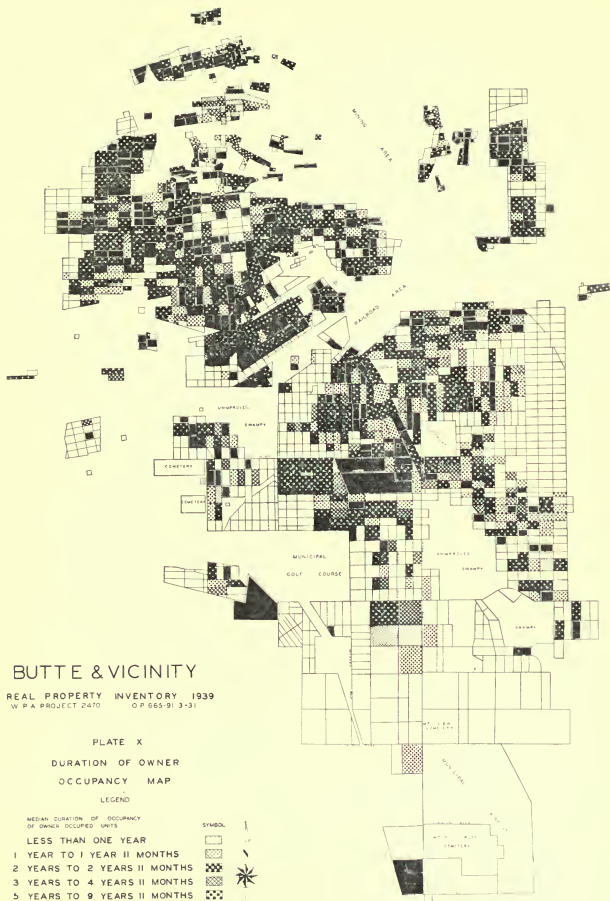 MINING
AREA
RAILROAD AREA
UNIMPROVED
SWAMPY
CEMETERY
CEMETERY
MUNICIPAL
GOLF COURSE
UNIMPROVED
SWAMPY
SWAMPY
MUNICIPAL
CEMETERY
BUTTE & VICINITY
REAL PROPERTY INVENTORY 1939
W P A PROJECT 2470 O P 665-91 3-31
PLATE X
DURATION OF OWNER
OCCUPANCY MAP
LEGEND
MEDIAN DURATION OF OCCUPANCY
OF OWNER OCCUPIED UNITS SYMBOL
LESS THAN ONE YEAR
1 YEAR TO 1 YEAR 11 MONTHS
2 YEARS TO 2 YEARS 11 MONTHS
3 YEARS TO 4 YEARS 11 MONTHS
5 YEARS TO 9 YEARS 11 MONTHS